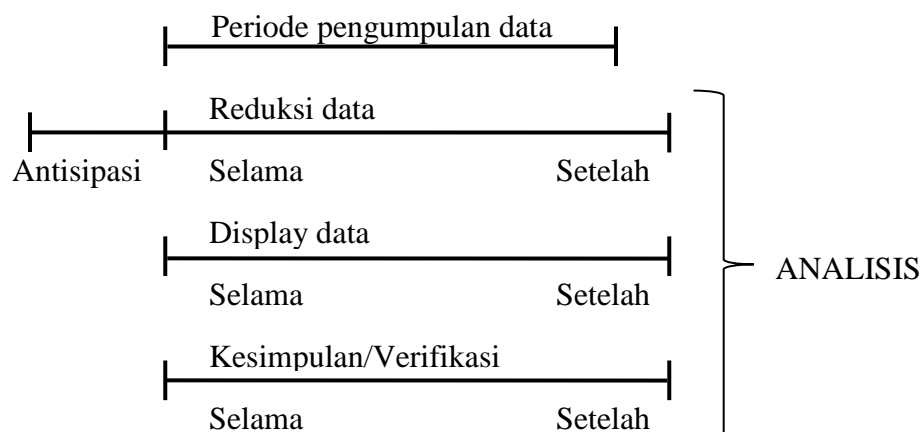 Periode pengumpulan data
Reduksi data
Antisipasi Selama Setelah
Display data
Selama Setelah
ANALISIS
Kesimpulan/Verifikasi
Selama Setelah